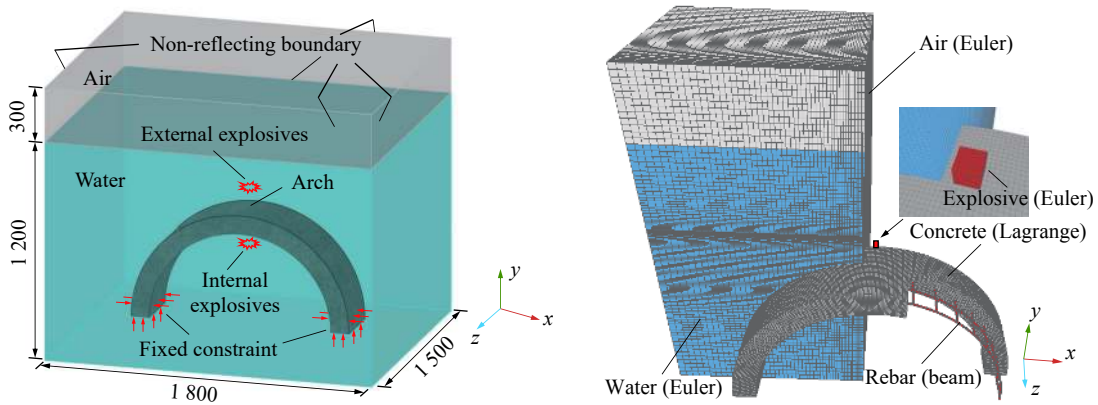 Non-reflecting boundary
Air
300
External explosives
Water
Arch
1 200
Internal
explosives
Fixed constraint
1 800
1 500
y
x
z
Air (Euler)
Explosive (Euler)
Concrete (Lagrange)
Water (Euler)
Rebar (beam)
y
x
z